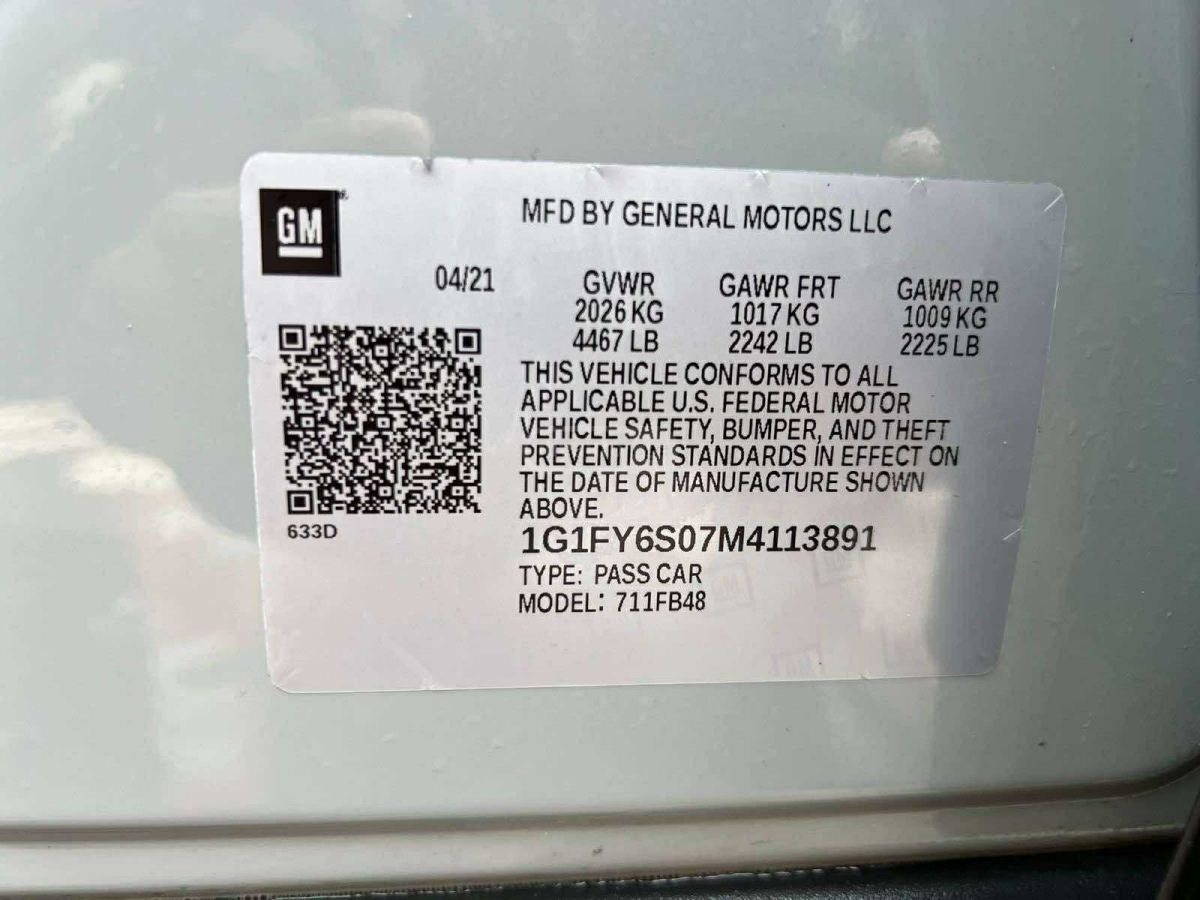 GM
MFD BY GENERAL MOTORS LLC
04/21
GVWR GAWR FRT GAWR RR
2026 KG 1017 KG 1009 KG
4467 LB 2242 LB 2225 LB
THIS VEHICLE CONFORMS TO ALL
APPLICABLE U.S. FEDERAL MOTOR
VEHICLE SAFETY, BUMPER, AND THEFT
PREVENTION STANDARDS IN EFFECT ON
THE DATE OF MANUFACTURE SHOWN
ABOVE.
633D
1G1FY6S07M4113891
TYPE: PASS CAR
MODEL: 711FB48